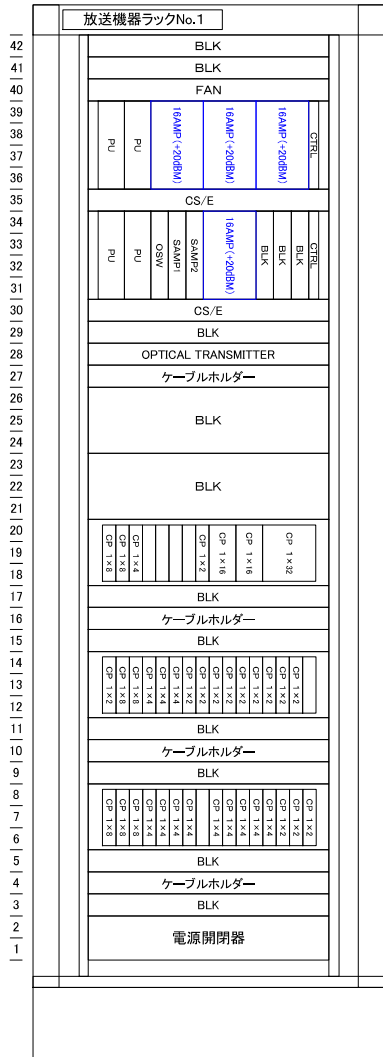 放送機器ラックNo.1
42 BLK
41 BLK
40 FAN
39
38
37
36
PU PU 16AMP(+20dBM) 16AMP(+20dBM) 16AMP(+20dBM) CTRL
35 CS/E
34
33
32
31
PU PU OSW SAMP1 SAMP2 16AMP(+20dBM) BLK BLK BLK CTRL
30 CS/E
29 BLK
28 OPTICAL TRANSMITTER
27 ケーブルホルダー
26
25 BLK
24
23
22 BLK
21
20
19
18
CP 1×8 CP 1×8 CP 1×4 CP 1×2 CP 1×16 CP 1×16 CP 1×32
17 BLK
16 ケーブルホルダー
15 BLK
14
13
12
CP 1×2 CP 1×8 CP 1×8 CP 1×4 CP 1×4 CP 1×4 CP 1×2 CP 1×2 CP 1×2 CP 1×2 CP 1×2 CP 1×2 CP 1×2 CP 1×2 CP 1×2
11 BLK
10 ケーブルホルダー
9 BLK
8
7
6
CP 1×8 CP 1×8 CP 1×8 CP 1×4 CP 1×4 CP 1×4 CP 1×4 CP 1×4 CP 1×4 CP 1×4 CP 1×4 CP 1×2 CP 1×2 CP 1×2 CP 1×2
5 BLK
4 ケーブルホルダー
3 BLK
2
電源開閉器
1